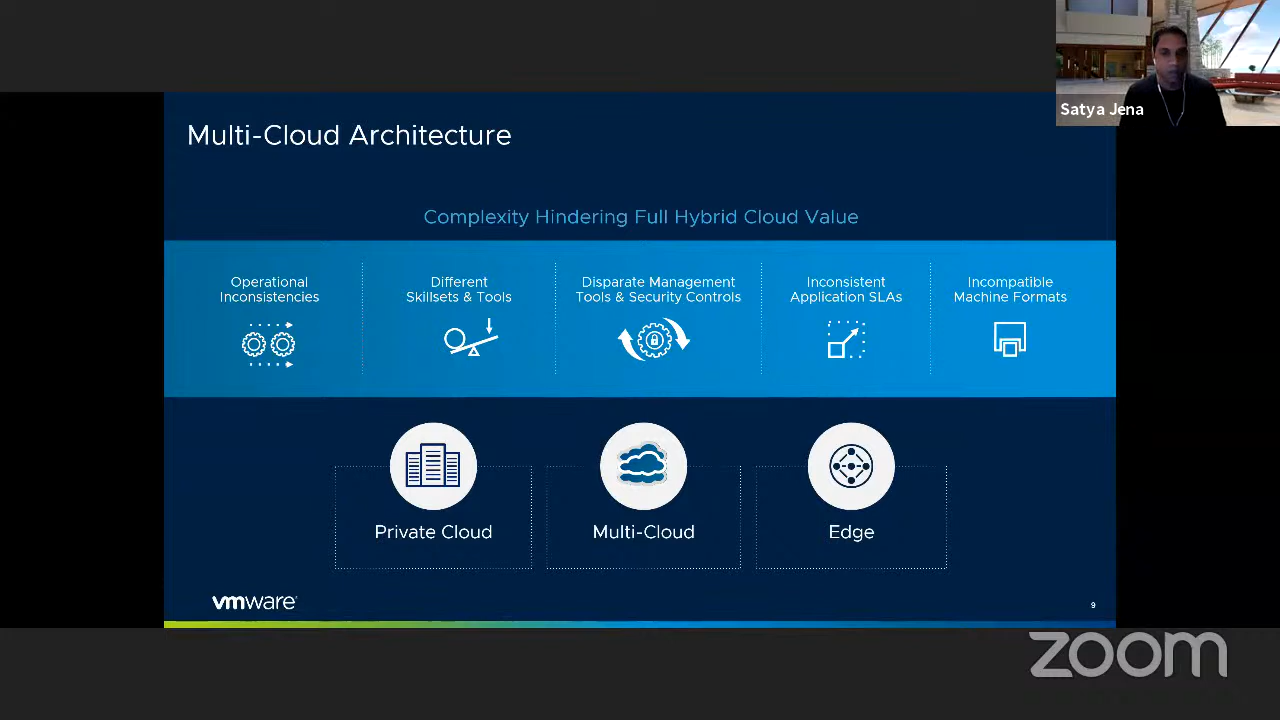 Satya Jena
Multi-Cloud Architecture
Complexity Hindering Full Hybrid Cloud Value
Operational
Inconsistencies
Different
Skillsets & Tools
Disparate Management
Tools & Security Controls
Inconsistent
Application SLAs
Incompatible
Machine Formats
Private Cloud
Multi-Cloud
Edge
vmware®
9
zoom